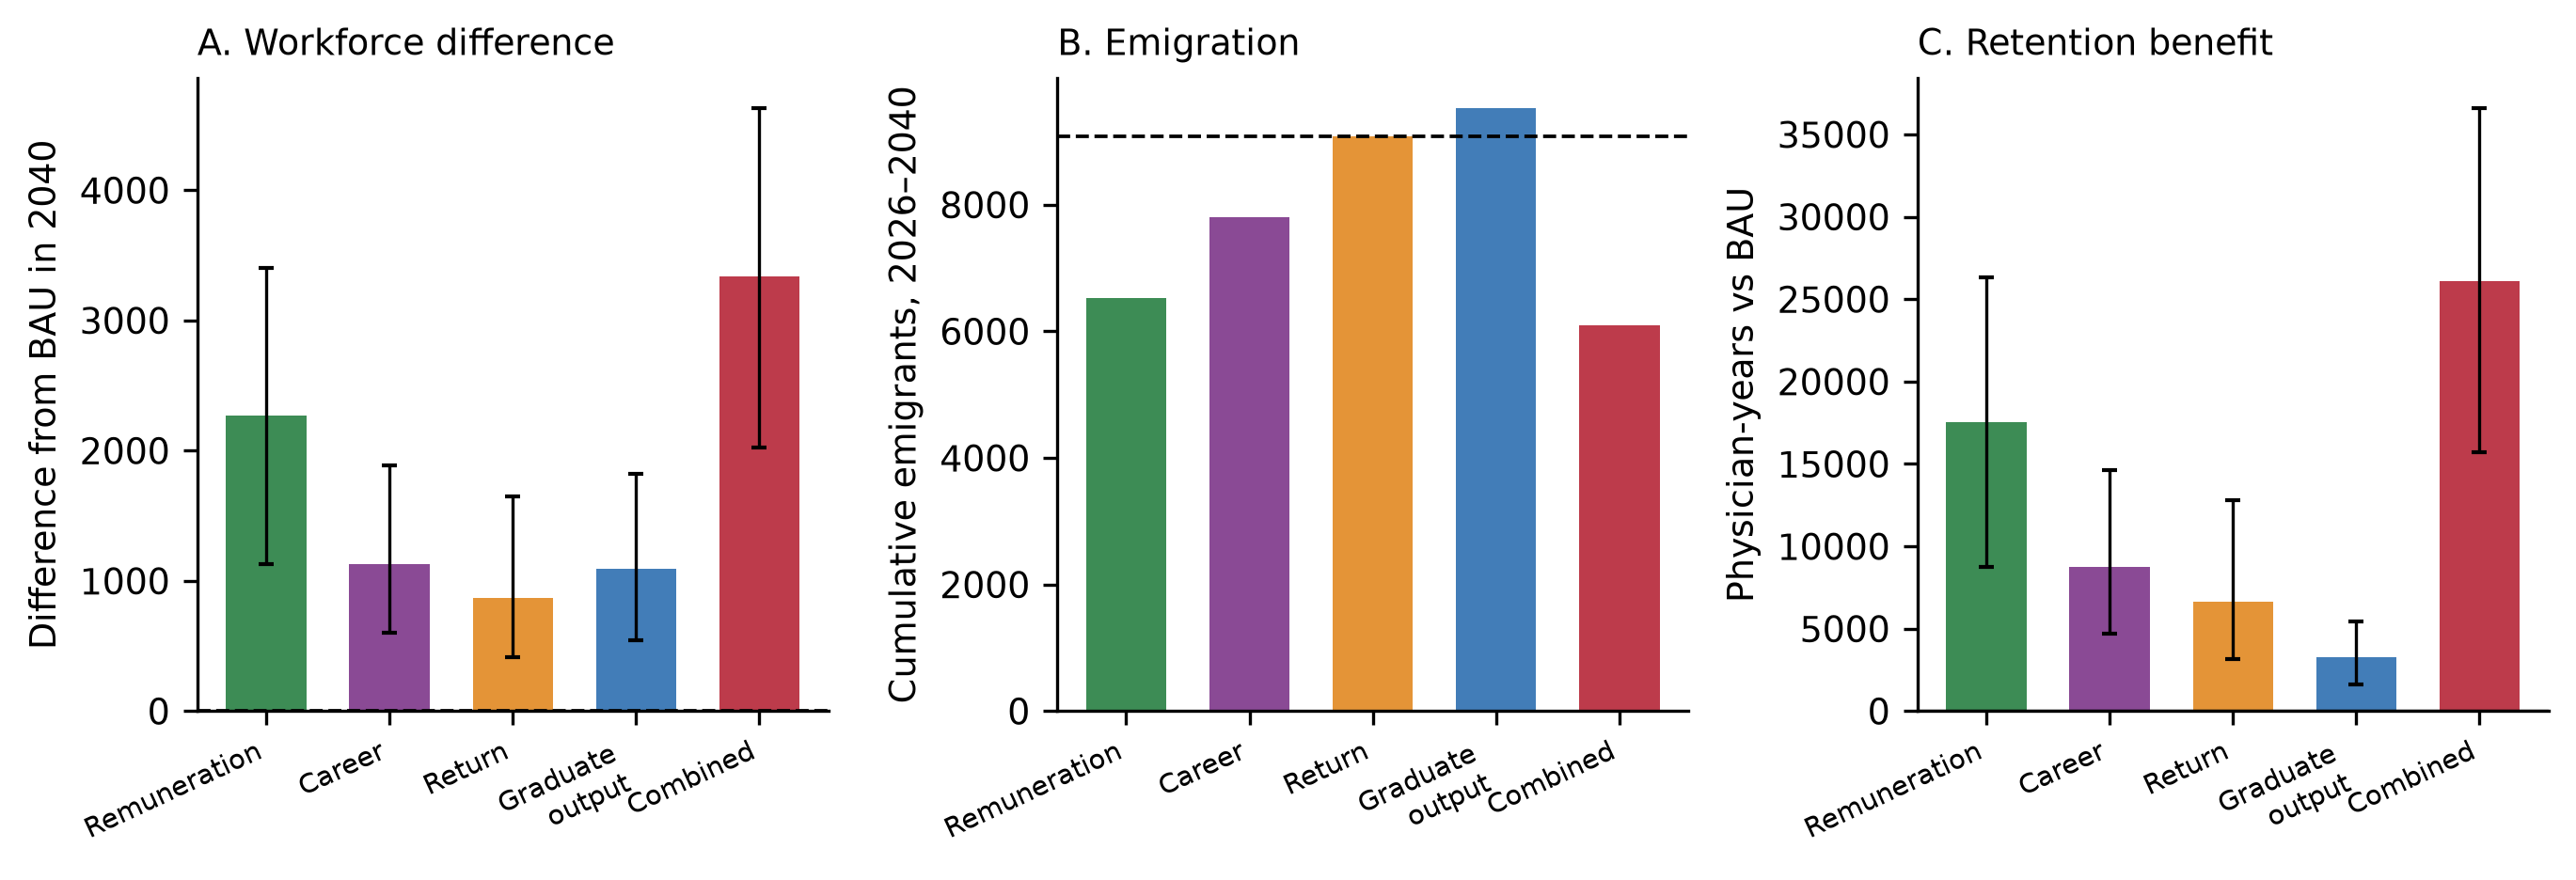 A. Workforce difference
Difference from BAU in 2040
4000
3000
2000
1000
0
Remuneration
Career
Return
Graduate
output
Combined
B. Emigration
Cumulative emigrants, 2026–2040
8000
6000
4000
2000
0
Remuneration
Career
Return
Graduate
output
Combined
C. Retention benefit
Physician-years vs BAU
35000
30000
25000
20000
15000
10000
5000
0
Remuneration
Career
Return
Graduate
output
Combined